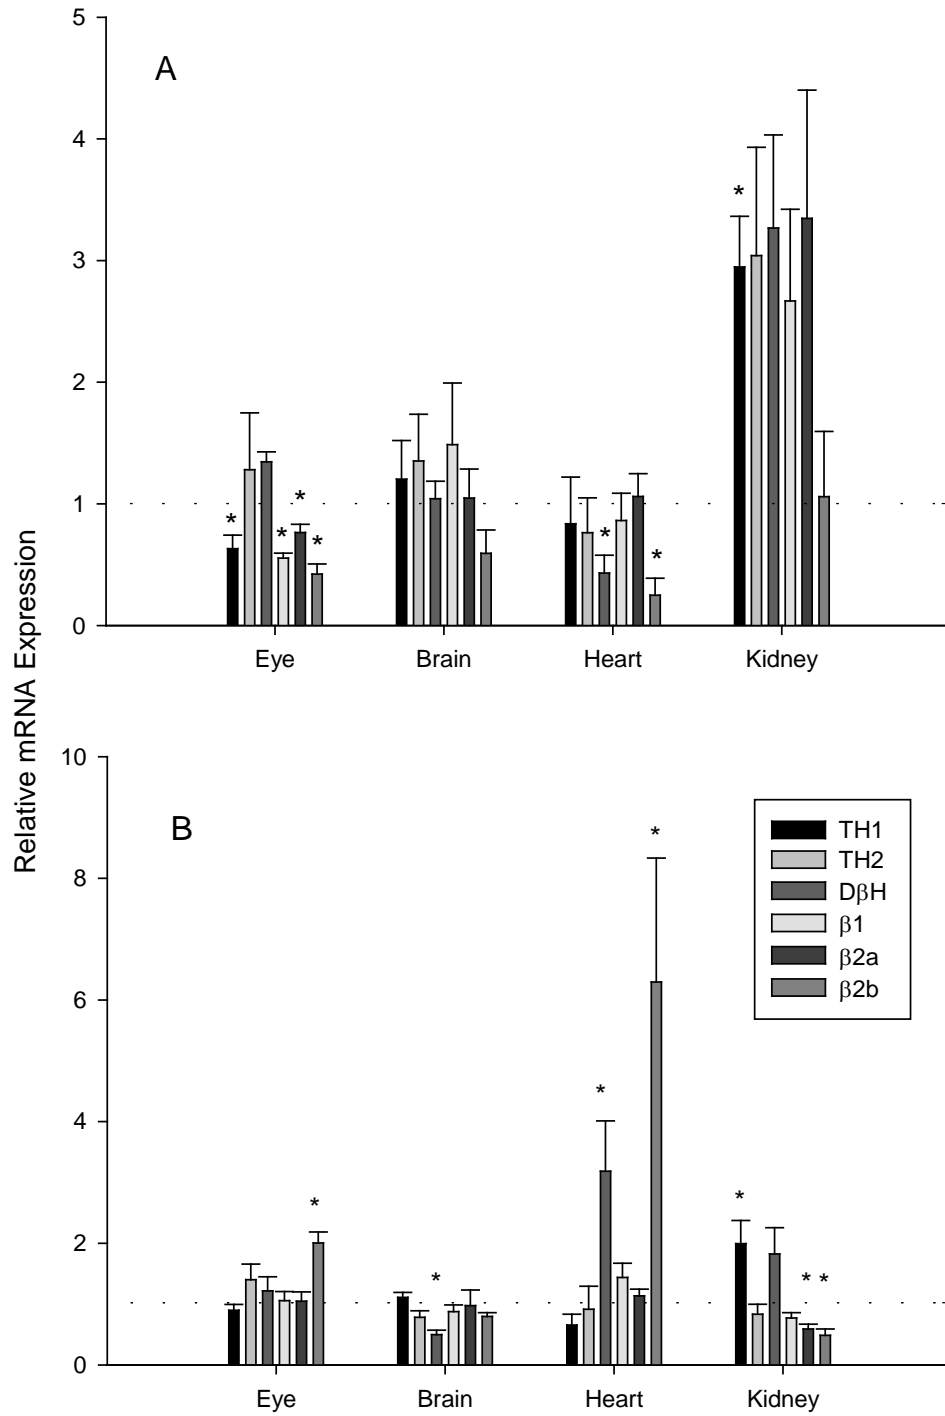 Relative mRNA Expression
A
5
4
3
2
1
0
*
*
*
*
*
*
*
Eye Brain Heart Kidney
B
10
8
6
4
2
0
*
*
*
*
*
*
*
Eye Brain Heart Kidney
TH1
TH2
DβH
β1
β2a
β2b